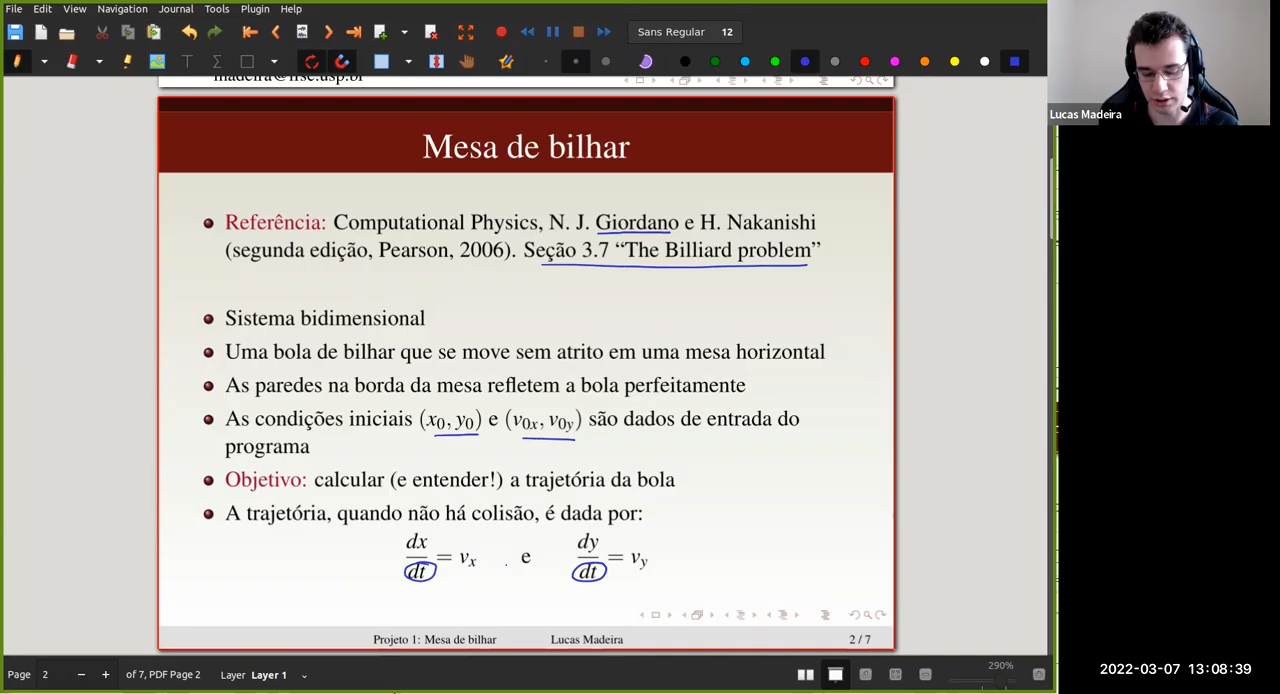 File Edit View Navigation Journal Tools Plugin Help
Sans Regular 12
madeira@ifsc.usp.br
Lucas Madeira
Mesa de bilhar
Referência: Computational Physics, N. J. Giordano e H. Nakanishi
(segunda edição, Pearson, 2006). Seção 3.7 “The Billiard problem”
Sistema bidimensional
Uma bola de bilhar que se move sem atrito em uma mesa horizontal
As paredes na borda da mesa refletem a bola perfeitamente
As condições iniciais (x₀, y₀) e (v₀ₓ, v₀y) são dados de entrada do
programa
Objetivo: calcular (e entender!) a trajetória da bola
A trajetória, quando não há colisão, é dada por:
dx/dt = vₓ e dy/dt = vy
Projeto 1: Mesa de bilhar Lucas Madeira 2 / 7
Page 2 of 7, PDF Page 2 Layer Layer 1 290%
2022-03-07 13:08:39